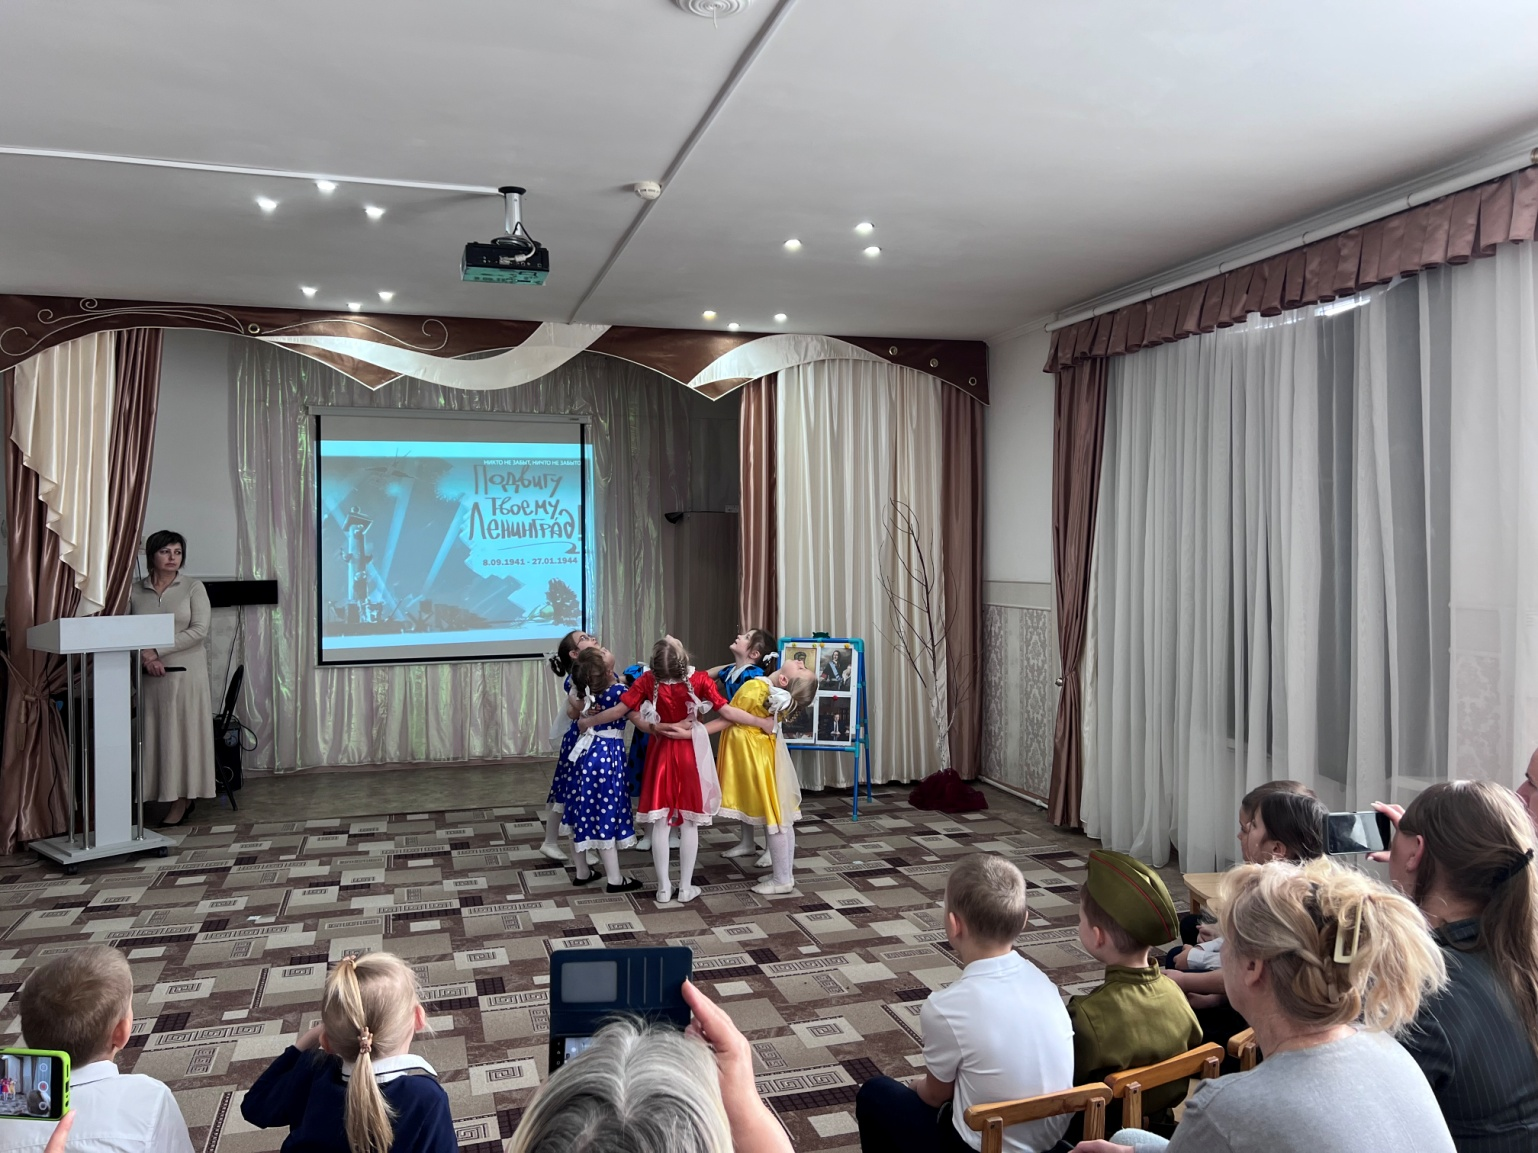 НИКТО НЕ ЗАБЫТ, НИЧТО НЕ ЗАБЫТО
Подвигу
твоему,
Ленинград!
8.09.1941 - 27.01.1944